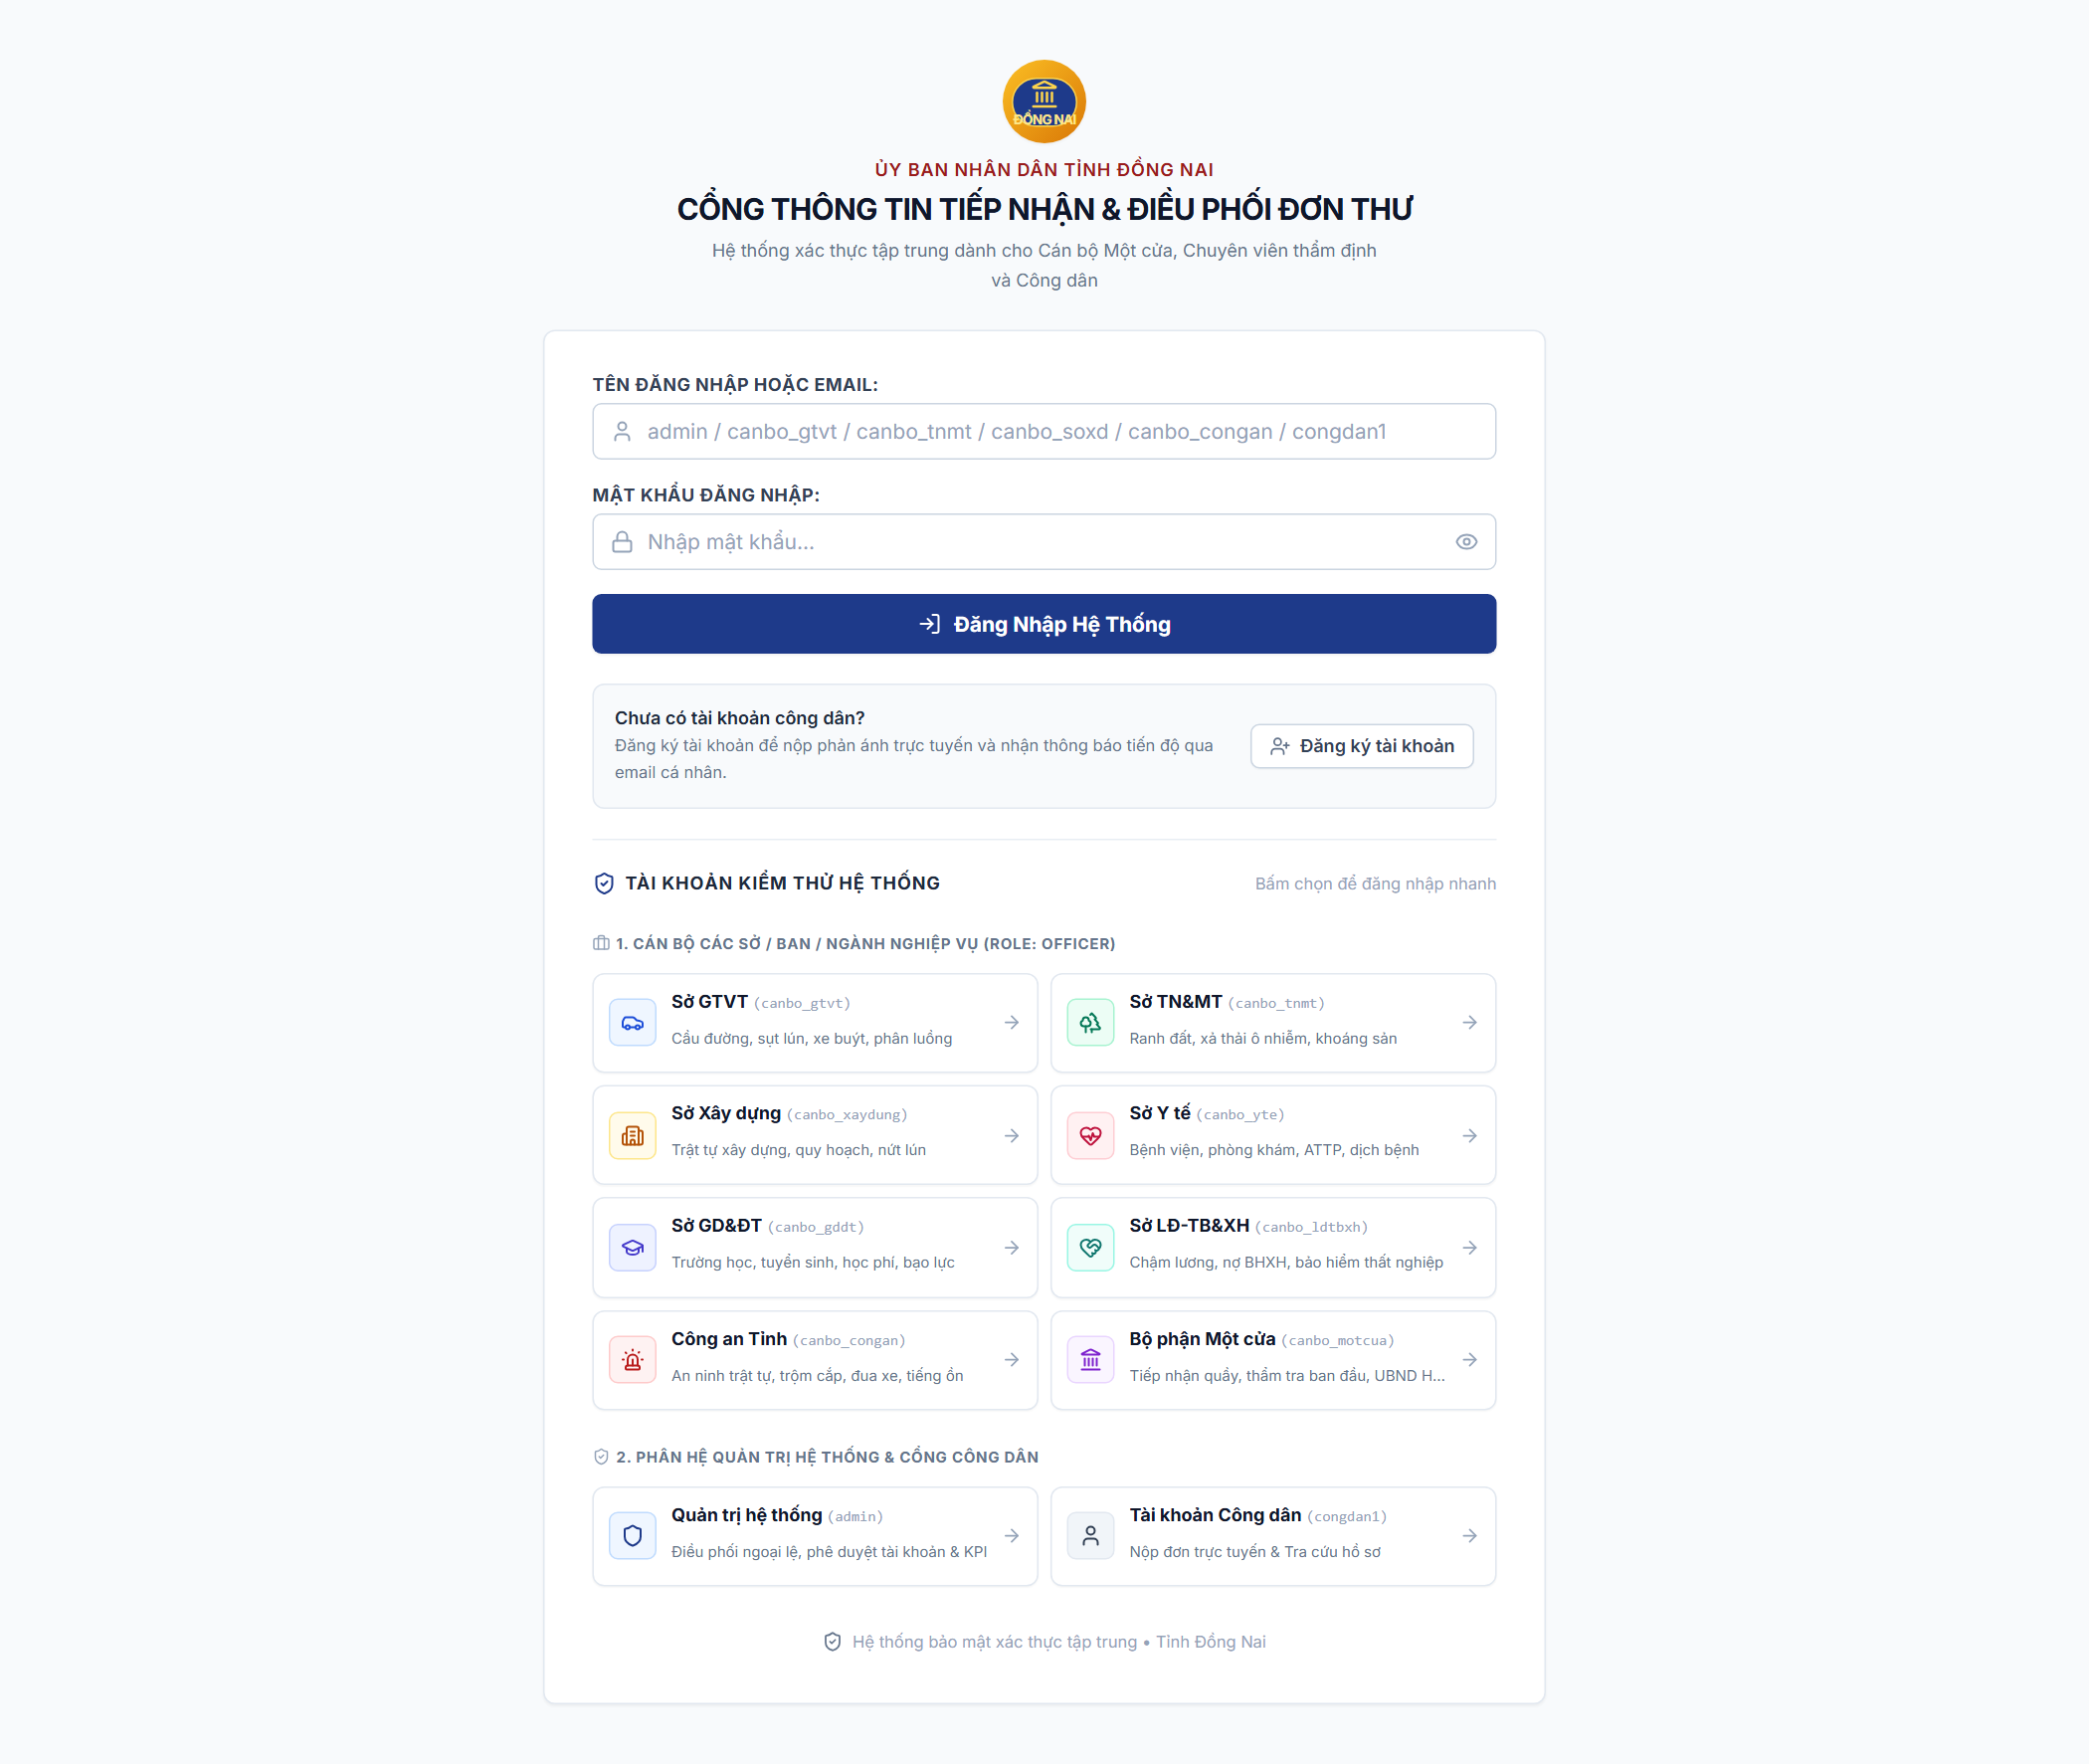 ĐỒNG NAI
ỦY BAN NHÂN DÂN TỈNH ĐỒNG NAI
CỔNG THÔNG TIN TIẾP NHẬN & ĐIỀU PHỐI ĐƠN THƯ
Hệ thống xác thực tập trung dành cho Cán bộ Một cửa, Chuyên viên thẩm định
và Công dân
TÊN ĐĂNG NHẬP HOẶC EMAIL:
admin / canbo_gtvt / canbo_tnmt / canbo_soxd / canbo_congan / congdan1
MẬT KHẨU ĐĂNG NHẬP:
Nhập mật khẩu...
Đăng Nhập Hệ Thống
Chưa có tài khoản công dân?
Đăng ký tài khoản để nộp phản ánh trực tuyến và nhận thông báo tiến độ qua
email cá nhân.
Đăng ký tài khoản
TÀI KHOẢN KIỂM THỬ HỆ THỐNG
Bấm chọn để đăng nhập nhanh
1. CÁN BỘ CÁC SỞ / BAN / NGÀNH NGHIỆP VỤ (ROLE: OFFICER)
Sở GTVT (canbo_gtvt)
Cầu đường, sụt lún, xe buýt, phân luồng
Sở TN&MT (canbo_tnmt)
Ranh đất, xả thải ô nhiễm, khoáng sản
Sở Xây dựng (canbo_xaydung)
Trật tự xây dựng, quy hoạch, nứt lún
Sở Y tế (canbo_yte)
Bệnh viện, phòng khám, ATTP, dịch bệnh
Sở GD&ĐT (canbo_gddt)
Trường học, tuyển sinh, học phí, bạo lực
Sở LĐ-TB&XH (canbo_ldtbxh)
Chậm lương, nợ BHXH, bảo hiểm thất nghiệp
Công an Tỉnh (canbo_congan)
An ninh trật tự, trộm cắp, đua xe, tiếng ồn
Bộ phận Một cửa (canbo_motcua)
Tiếp nhận quầy, thẩm tra ban đầu, UBND H...
2. PHÂN HỆ QUẢN TRỊ HỆ THỐNG & CỔNG CÔNG DÂN
Quản trị hệ thống (admin)
Điều phối ngoại lệ, phê duyệt tài khoản & KPI
Tài khoản Công dân (congdan1)
Nộp đơn trực tuyến & Tra cứu hồ sơ
Hệ thống bảo mật xác thực tập trung • Tỉnh Đồng Nai